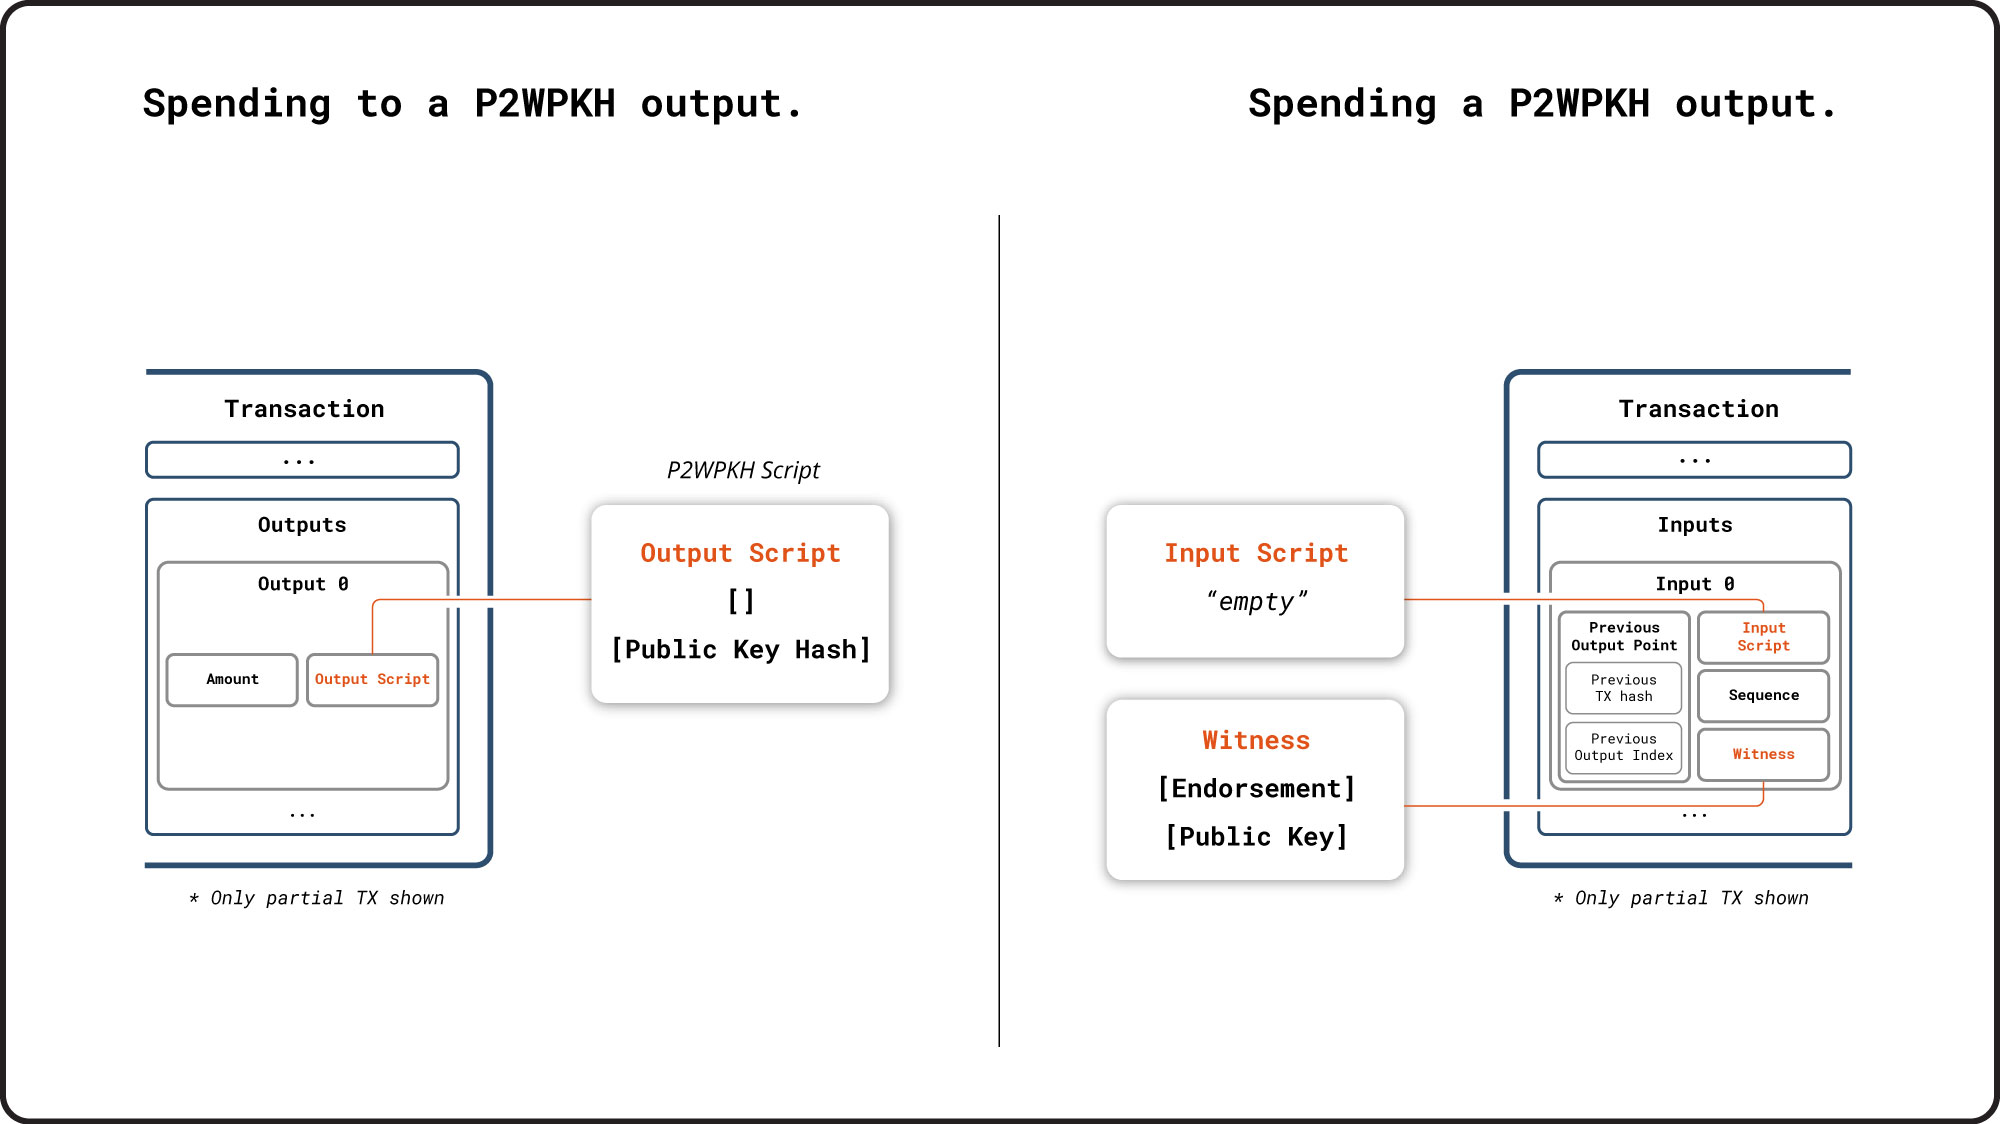 Spending to a P2WPKH output.
Transaction
...
Outputs
Output 0
Amount
Output Script
...
* Only partial TX shown
P2WPKH Script
Output Script
[]
[Public Key Hash]
Spending a P2WPKH output.
Input Script
“empty”
Witness
[Endorsement]
[Public Key]
Transaction
...
Inputs
Input 0
Previous
Output Point
Previous
TX hash
Previous
Output Index
Input
Script
Sequence
Witness
...
* Only partial TX shown